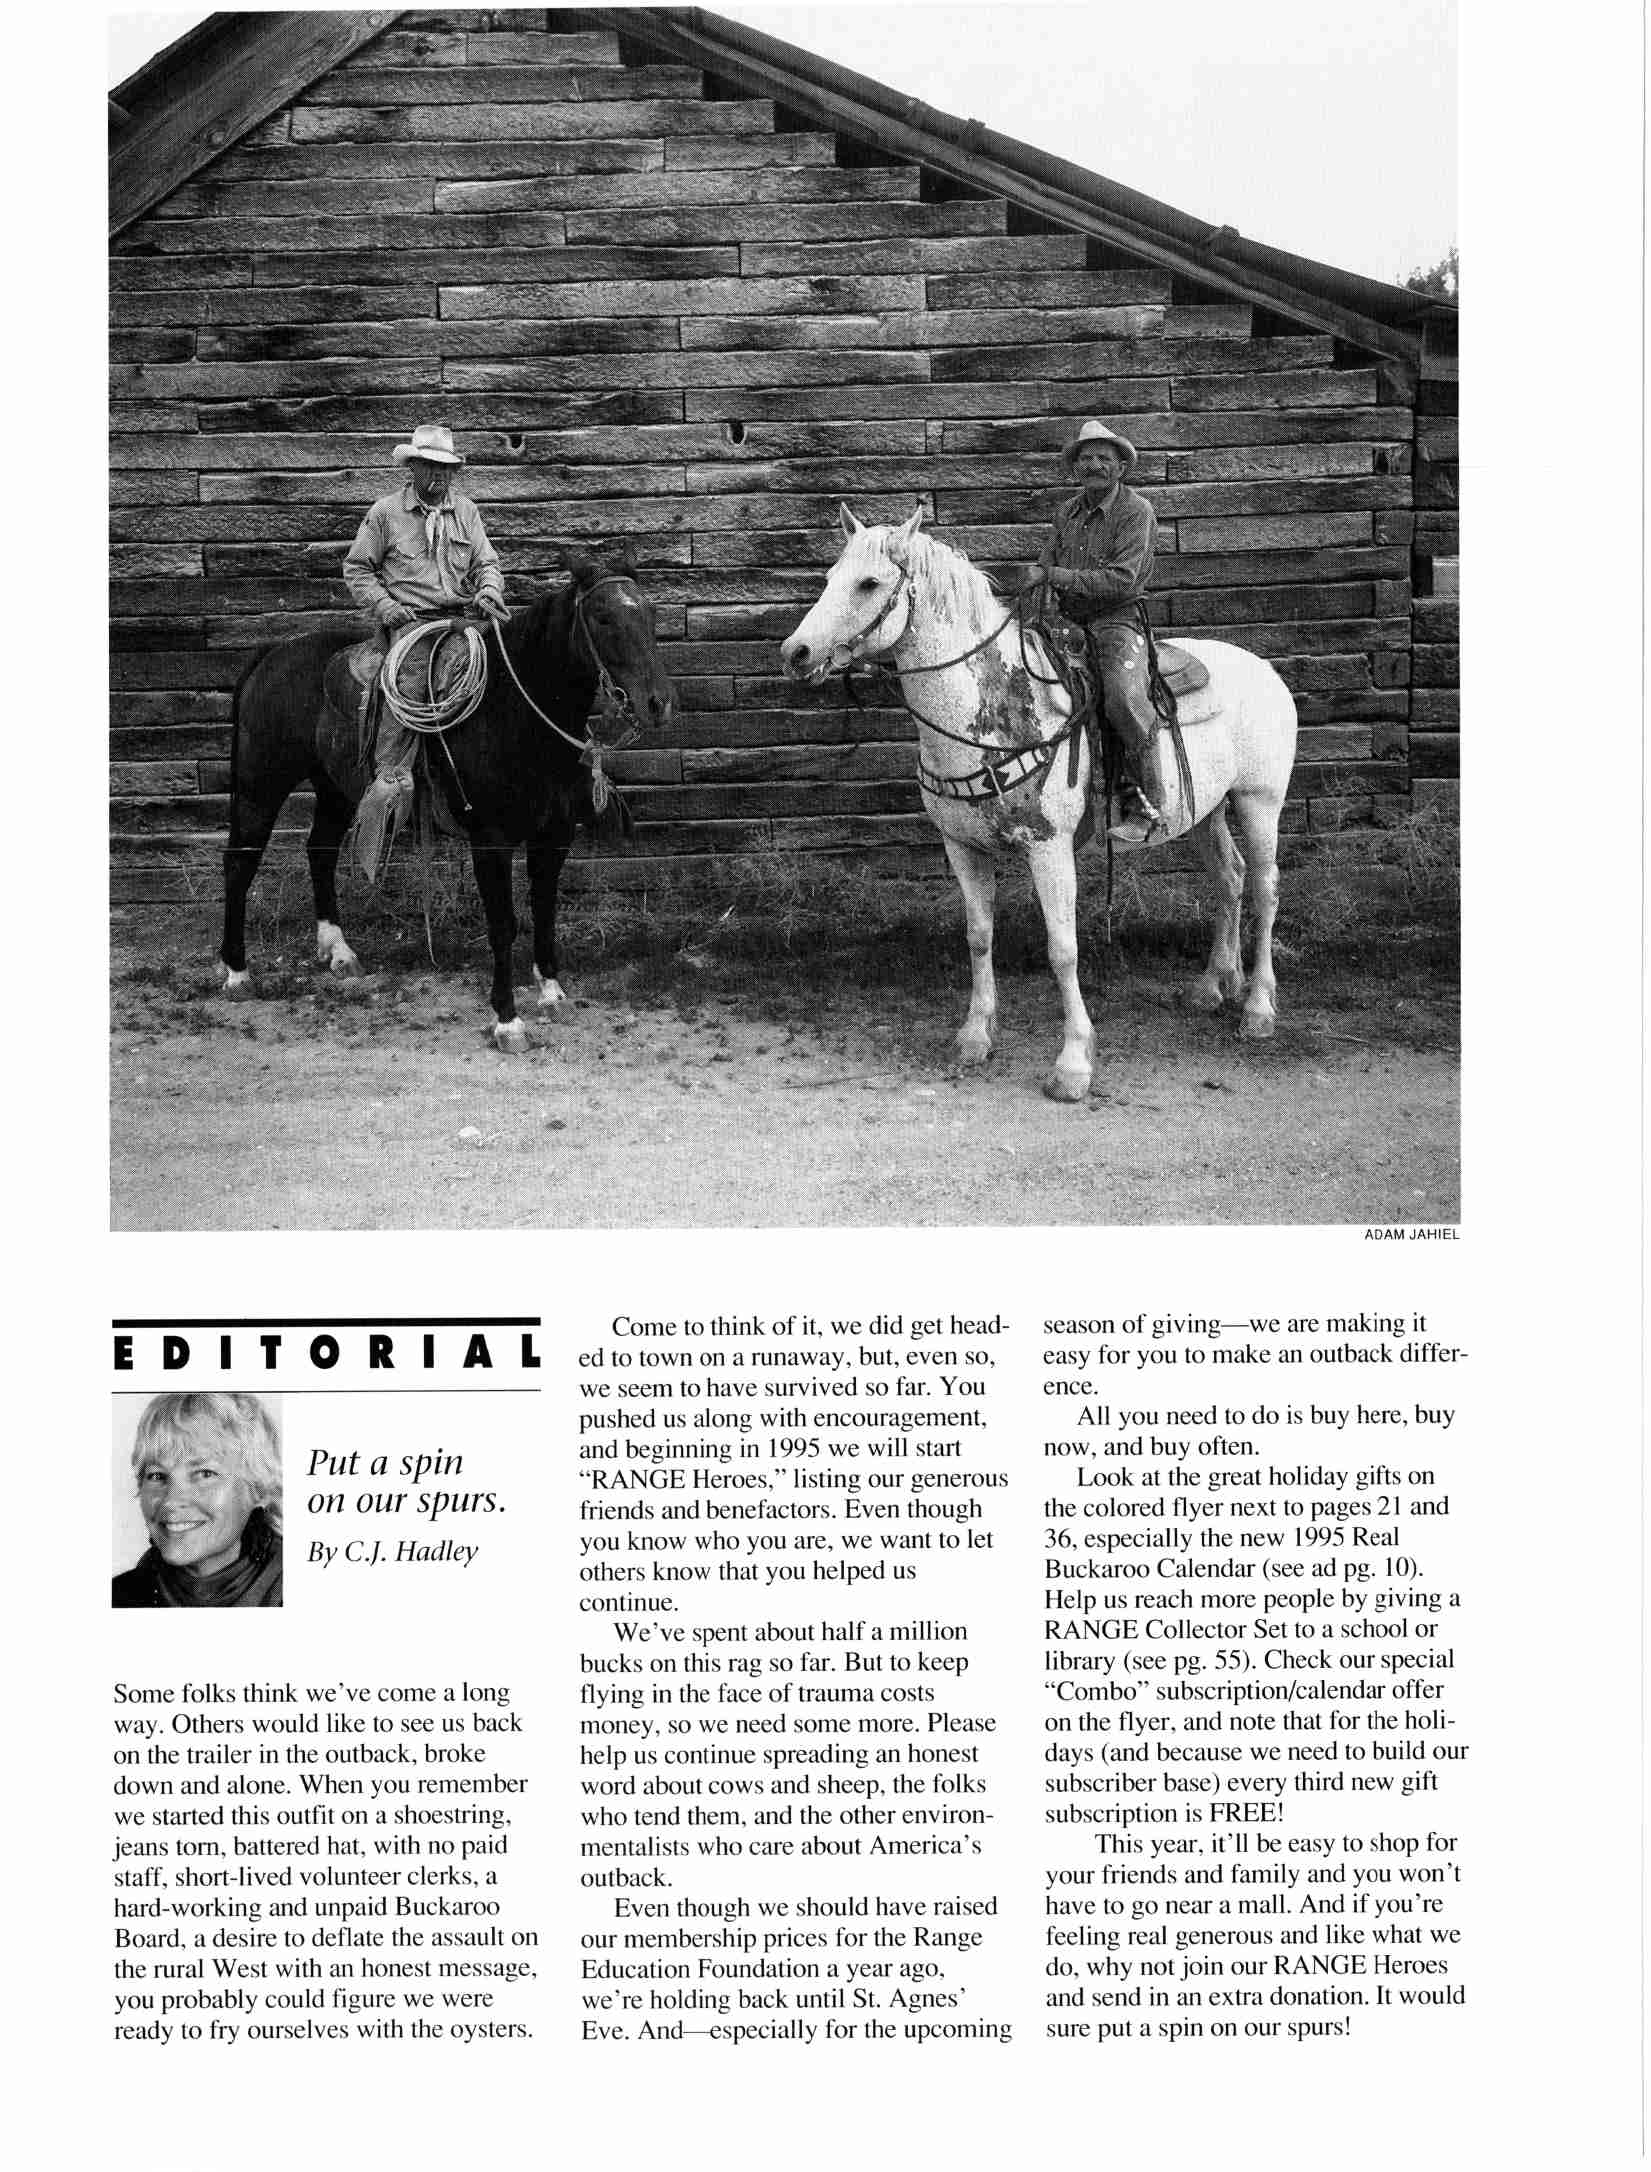 ADAM JAHIEL
EDITORIAL
Put a spin
on our spurs.
By C.J. Hadley
Some folks think we've come a long
way. Others would like to see us back
on the trailer in the outback, broke
down and alone. When you remember
we started this outfit on a shoestring,
jeans torn, battered hat, with no paid
staff, short-lived volunteer clerks, a
hard-working and unpaid Buckaroo
Board, a desire to deflate the assault on
the rural West with an honest message,
you probably could figure we were
ready to fry ourselves with the oysters.
Come to think of it, we did get head-
ed to town on a runaway, but, even so,
we seem to have survived so far. You
pushed us along with encouragement,
and beginning in 1995 we will start
“RANGE Heroes,” listing our generous
friends and benefactors. Even though
you know who you are, we want to let
others know that you helped us
continue.
We've spent about half a million
bucks on this rag so far. But to keep
flying in the face of trauma costs
money, so we need some more. Please
help us continue spreading an honest
word about cows and sheep, the folks
who tend them, and the other environ-
mentalists who care about America's
outback.
Even though we should have raised
our membership prices for the Range
Education Foundation a year ago,
we're holding back until St. Agnes'
Eve. And—especially for the upcoming
season of giving—we are making it
easy for you to make an outback differ-
ence.
All you need to do is buy here, buy
now, and buy often.
Look at the great holiday gifts on
the colored flyer next to pages 21 and
36, especially the new 1995 Real
Buckaroo Calendar (see ad pg. 10).
Help us reach more people by giving a
RANGE Collector Set to a school or
library (see pg. 55). Check our special
“Combo” subscription/calendar offer
on the flyer, and note that for the holi-
days (and because we need to build our
subscriber base) every third new gift
subscription is FREE!
This year, it'll be easy to shop for
your friends and family and you won't
have to go near a mall. And if you're
feeling real generous and like what we
do, why not join our RANGE Heroes
and send in an extra donation. It would
sure put a spin on our spurs!